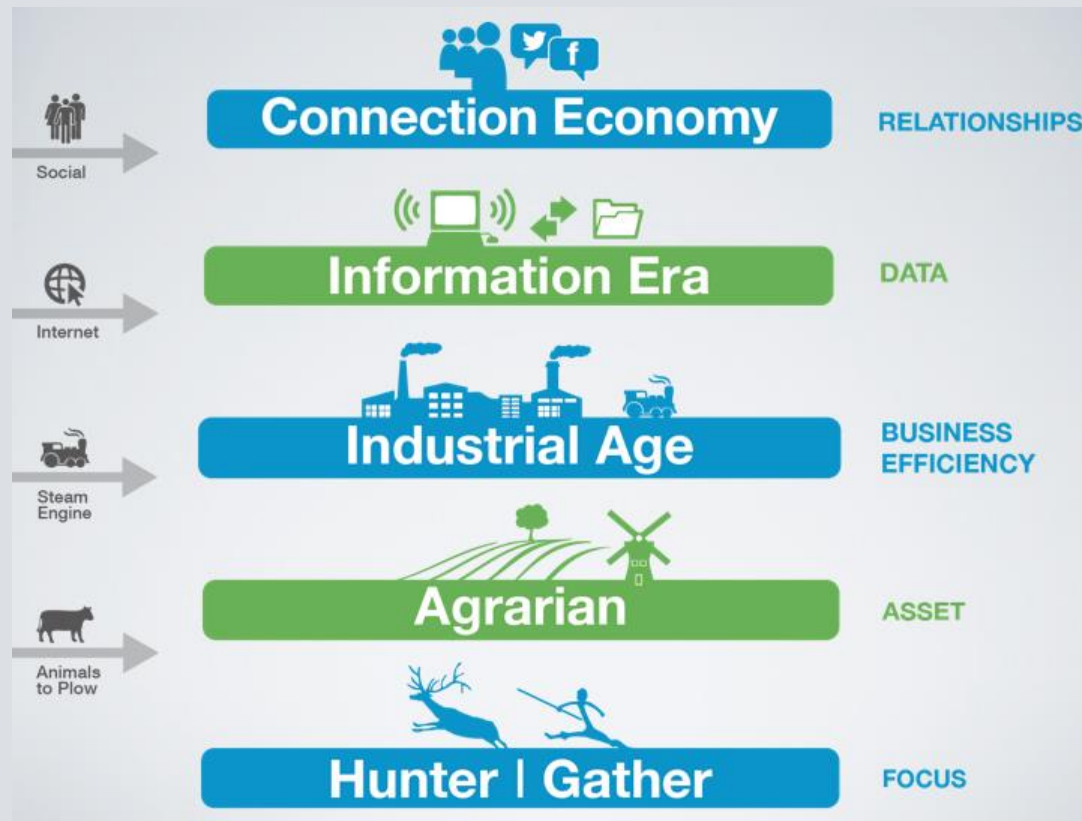 Connection Economy
RELATIONSHIPS
Social
Information Era
DATA
Internet
Industrial Age
BUSINESS
EFFICIENCY
Steam
Engine
Agrarian
ASSET
Animals
to Plow
Hunter | Gather
FOCUS